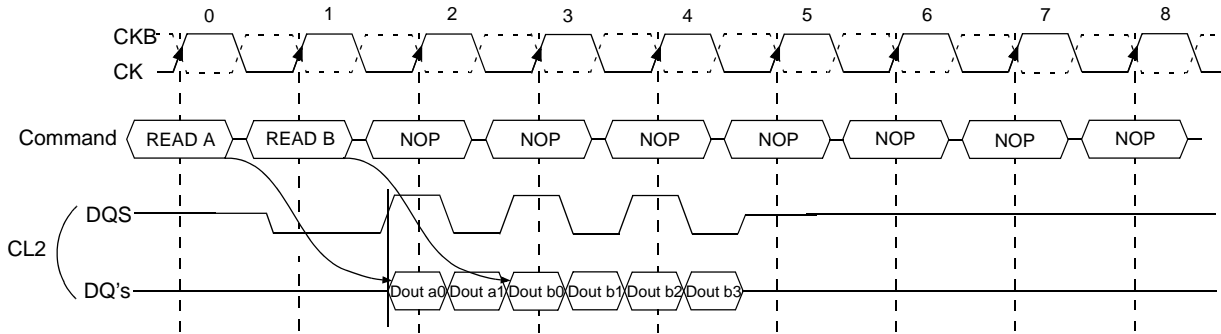 0 1 2 3 4 5 6 7 8
CKB
CK
Command READ A READ B NOP NOP NOP NOP NOP NOP NOP
DQS
CL2
DQ's Dout a0 Dout a1 Dout b0 Dout b1 Dout b2 Dout b3